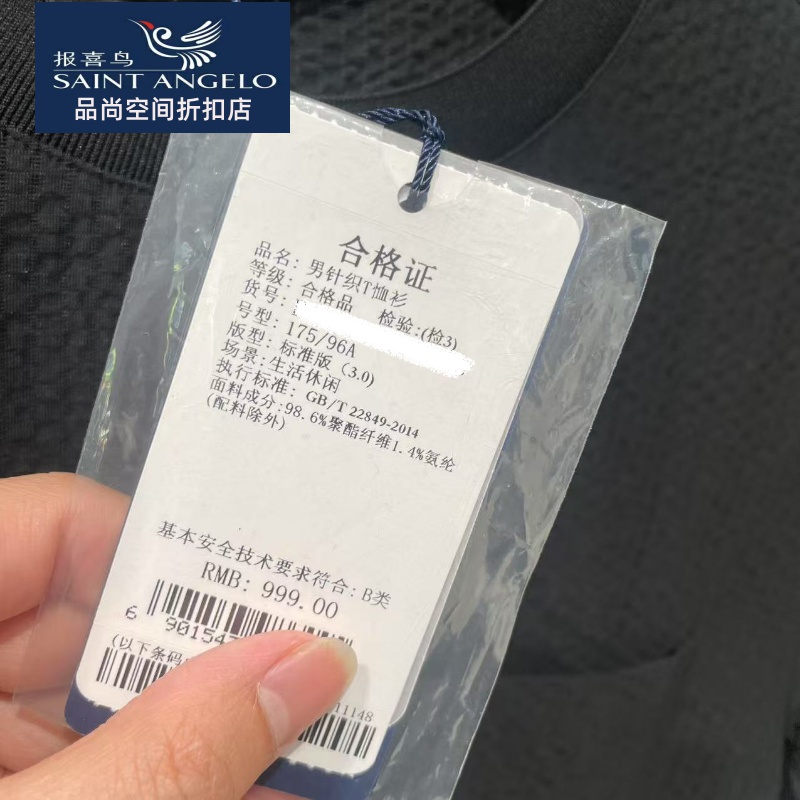 报喜鸟
SAINT ANGELO
品尚空间折扣店
合格证
品名:男针织T恤衫
等级:合格品 检验:(检3)
货号:
号型:175/96A
版型:标准版(3.0)
场景:生活休闲
执行标准:GB/T 22849-2014
面料成分:98.6%聚酯纤维1.4%氨纶
(配料除外)
基本安全技术要求符合:B类
RMB:999.00
6 901543
(以下条码
11148